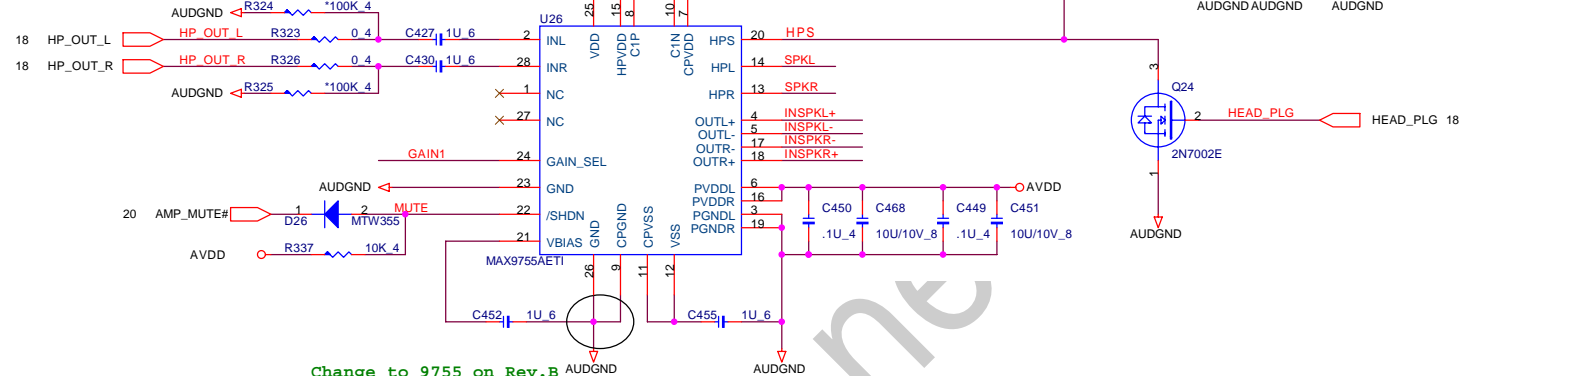 AUDGND R324 *100K_4 25 15 8 10 7 AUDGND AUDGND AUDGND
U26
18 HP_OUT_L HP_OUT_L R323 0_4 C427 1U_6 2 INL VDD HPVDD C1P C1N CPVDD HPS 20 HPS
18 HP_OUT_R HP_OUT_R R326 0_4 C430 1U_6 28 INR HPL 14 SPKL 3
AUDGND R325 *100K_4 1 NC HPR 13 SPKR Q24
27 NC OUTL+ 4 INSPKL+ 2 HEAD_PLG HEAD_PLG 18
OUTL- 5 INSPKL-
OUTR- 17 INSPKR-
GAIN1 24 GAIN_SEL OUTR+ 18 INSPKR+ 2N7002E
1
AUDGND 23 GND PVDDL 6 AVDD
PVDDR 16
20 AMP_MUTE# 1 2 MUTE 22 /SHDN PGNDL 3 C450 C468 C449 C451
D26 MTW355 PGNDR 19
GND CPGND CPVSS VSS .1U_4 10U/10V_8 .1U_4 10U/10V_8 AUDGND
AVDD R337 10K_4 21 VBIAS
MAX9755AETI
26 9 11 12
C452 1U_6 C455 1U_6
AUDGND AUDGND
Change to 9755 on Rev.B